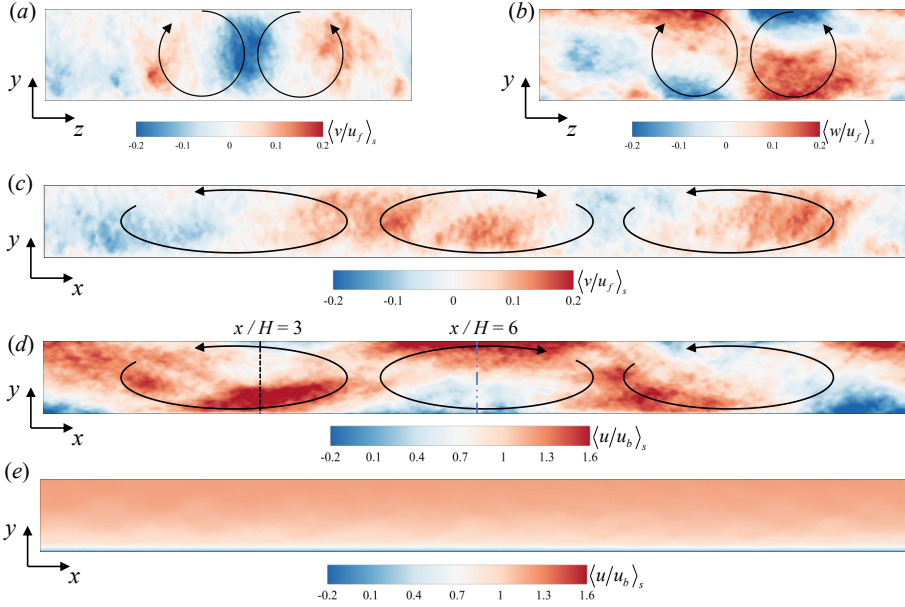 (a)
(b)
y
z
y
z
-0.2 -0.1 0 0.1 0.2 ⟨v/u_f⟩_s
-0.2 -0.1 0 0.1 0.2 ⟨w/u_f⟩_s
(c)
y
x
-0.2 -0.1 0 0.1 0.2 ⟨v/u_f⟩_s
x / H = 3 x / H = 6
(d)
y
x
-0.2 0.1 0.4 0.7 1 1.3 1.6 ⟨u/u_b⟩_s
(e)
y
x
-0.2 0.1 0.4 0.7 1 1.3 1.6 ⟨u/u_b⟩_s